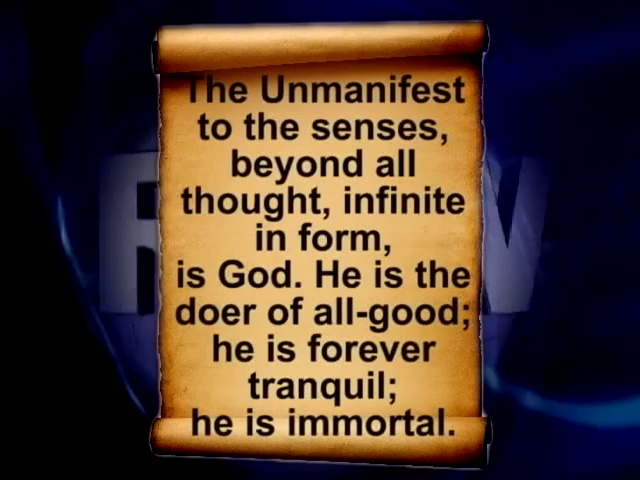 The Unmanifest
to the senses,
beyond all
thought, infinite
in form,
is God. He is the
doer of all-good;
he is forever
tranquil;
he is immortal.